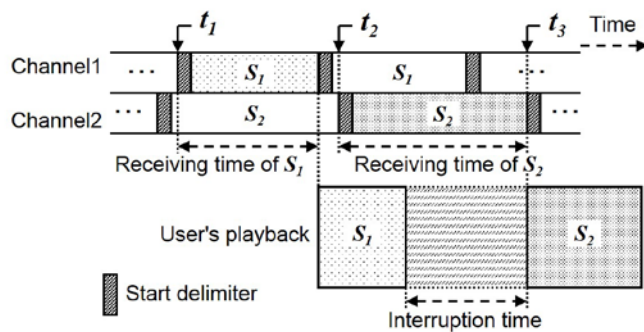 t1 t2 t3 Time
Channel1 ... S1 S1 ...
Channel2 ... S2 S2 ...
Receiving time of S1 Receiving time of S2
User's playback S1 S2
Start delimiter
Interruption time